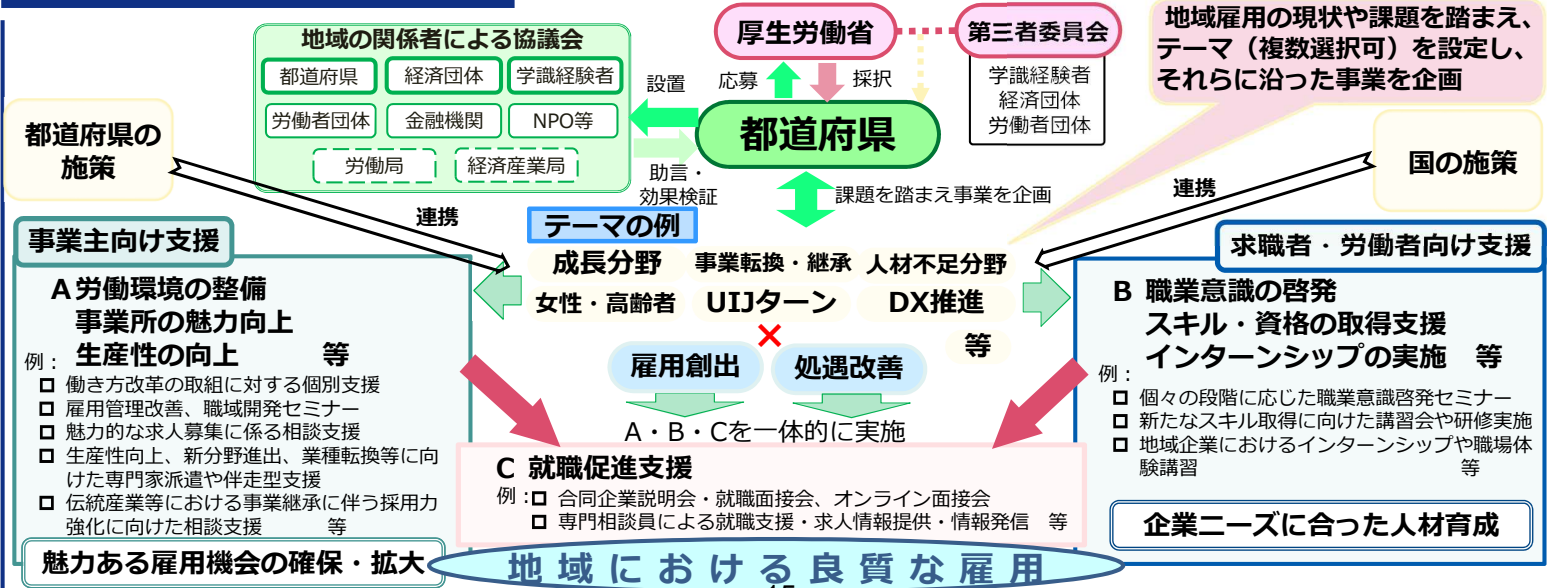 地域の関係者による協議会
都道府県
経済団体
学識経験者
労働者団体
金融機関
NPO等
労働局
経済産業局
設置
助言・
効果検証
厚生労働省
第三者委員会
学識経験者
経済団体
労働者団体
応募
採択
都道府県
課題を踏まえ事業を企画
地域雇用の現状や課題を踏まえ、
テーマ（複数選択可）を設定し、
それらに沿った事業を企画
都道府県の
施策
連携
国の施策
連携
テーマの例
成長分野 事業転換・継承 人材不足分野
女性・高齢者 UIJターン DX推進
等
×
雇用創出 処遇改善
A・B・Cを一体的に実施
事業主向け支援
A 労働環境の整備
事業所の魅力向上
生産性の向上 等
例：
□ 働き方改革の取組に対する個別支援
□ 雇用管理改善、職域開発セミナー
□ 魅力的な求人募集に係る相談支援
□ 生産性向上、新分野進出、業種転換等に向
けた専門家派遣や伴走型支援
□ 伝統産業等における事業継承に伴う採用力
強化に向けた相談支援 等
魅力ある雇用機会の確保・拡大
求職者・労働者向け支援
B 職業意識の啓発
スキル・資格の取得支援
インターンシップの実施 等
例：
□ 個々の段階に応じた職業意識啓発セミナー
□ 新たなスキル取得に向けた講習会や研修実施
□ 地域企業におけるインターンシップや職場体
験講習 等
企業ニーズに合った人材育成
C 就職促進支援
例：□ 合同企業説明会・就職面接会、オンライン面接会
□ 専門相談員による就職支援・求人情報提供・情報発信 等
地域における良質な雇用